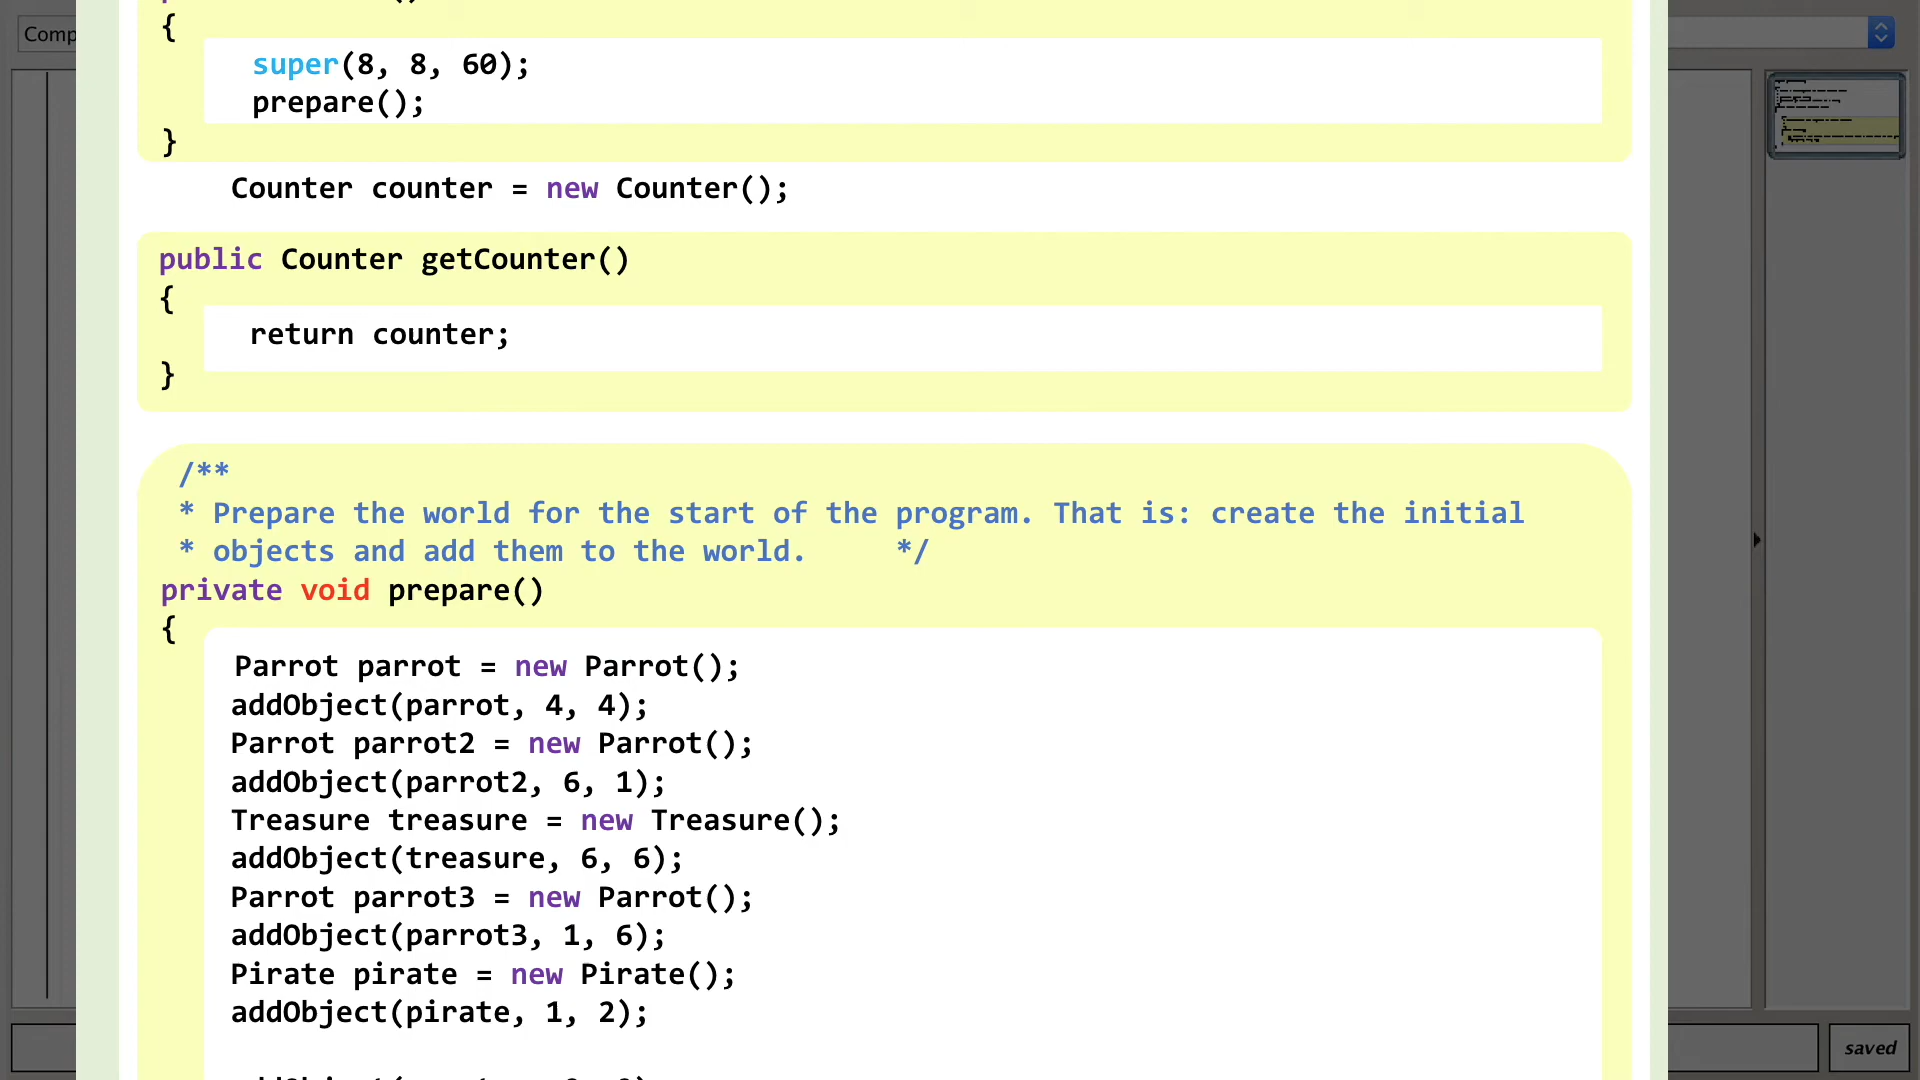 Comp
{
super(8, 8, 60);
prepare();
}
Counter counter = new Counter();
public Counter getCounter()
{
return counter;
}
/**
* Prepare the world for the start of the program. That is: create the initial
* objects and add them to the world. */
private void prepare()
{
Parrot parrot = new Parrot();
addObject(parrot, 4, 4);
Parrot parrot2 = new Parrot();
addObject(parrot2, 6, 1);
Treasure treasure = new Treasure();
addObject(treasure, 6, 6);
Parrot parrot3 = new Parrot();
addObject(parrot3, 1, 6);
Pirate pirate = new Pirate();
addObject(pirate, 1, 2);
saved